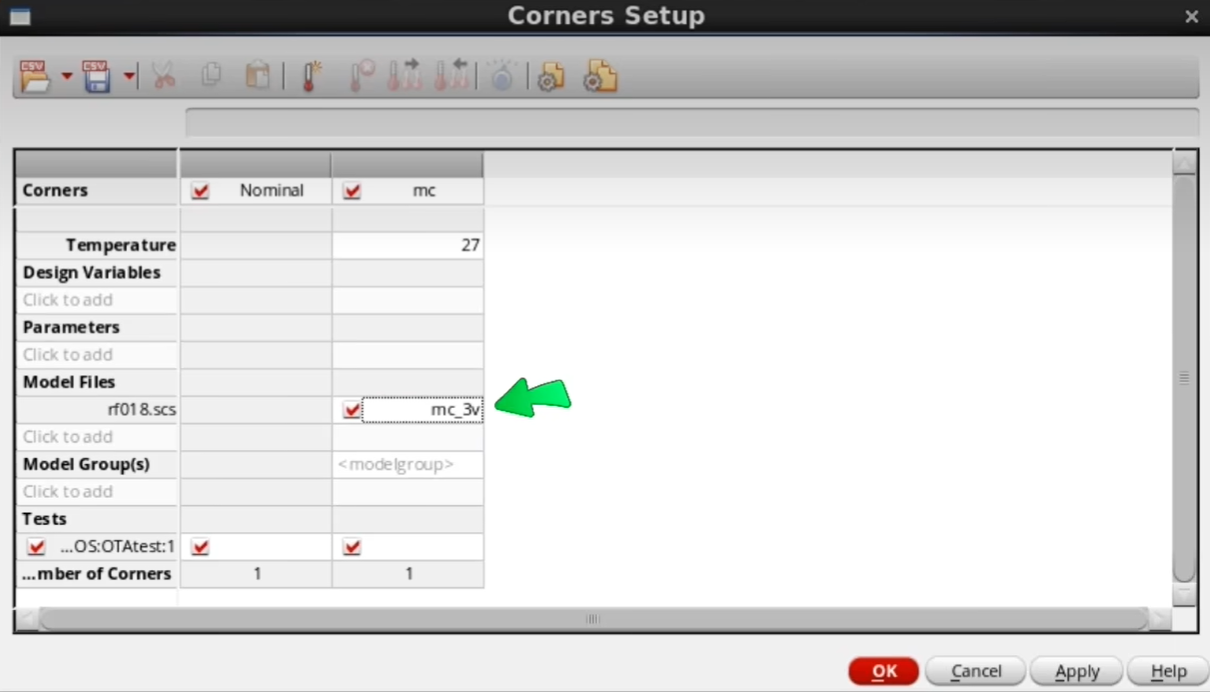 Corners Setup
CSV CSV
Corners Nominal mc
Temperature 27
Design Variables
Click to add
Parameters
Click to add
Model Files
rf018.scs mc_3v
Click to add
Model Group(s) <modelgroup>
Click to add
Tests
...OS:OTAtest:1
...mber of Corners 1 1
OK Cancel Apply Help